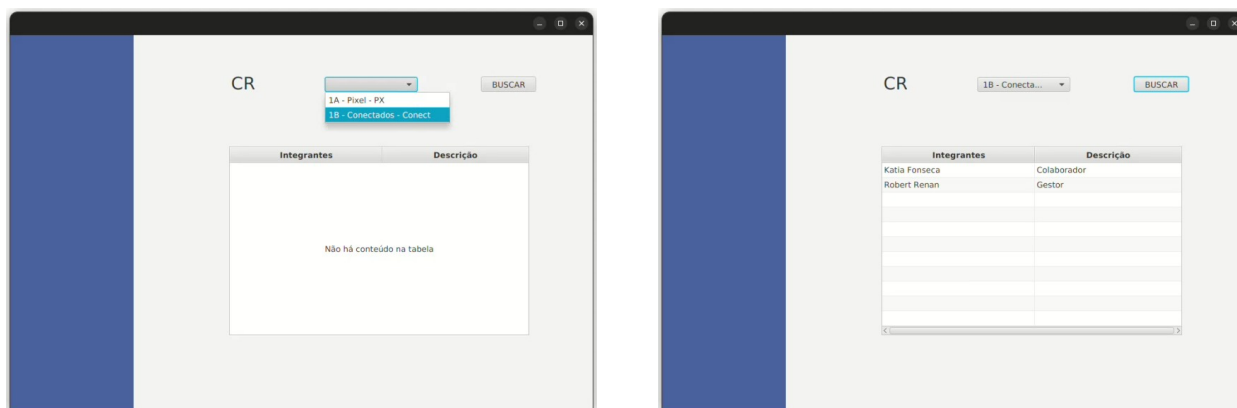 CR
BUSCAR
1A - Pixel - PX
1B - Conectados - Conect
Integrantes Descrição
Não há conteúdo na tabela
CR
1B - Conecta...
BUSCAR
Integrantes Descrição
Katia Fonseca Colaborador
Robert Renan Gestor